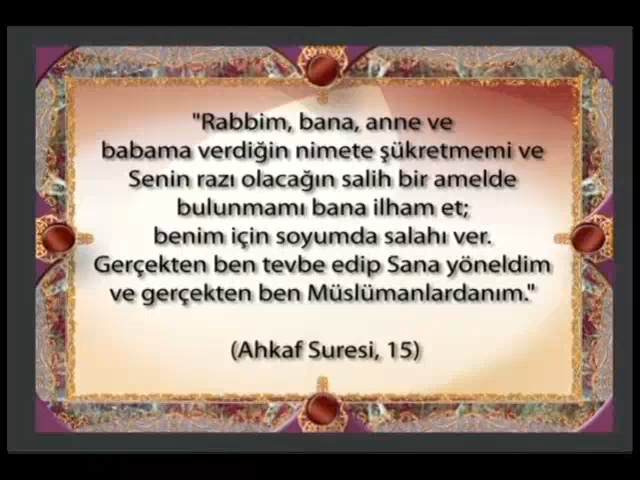 "Rabbim, bana, anne ve
babama verdiğin nimete şükretmemi ve
Senin razı olacağın salih bir amelde
bulunmamı bana ilham et;
benim için soyumda salahı ver.
Gerçekten ben tevbe edip Sana yöneldim
ve gerçekten ben Müslümanlardanım."
(Ahkaf Suresi, 15)